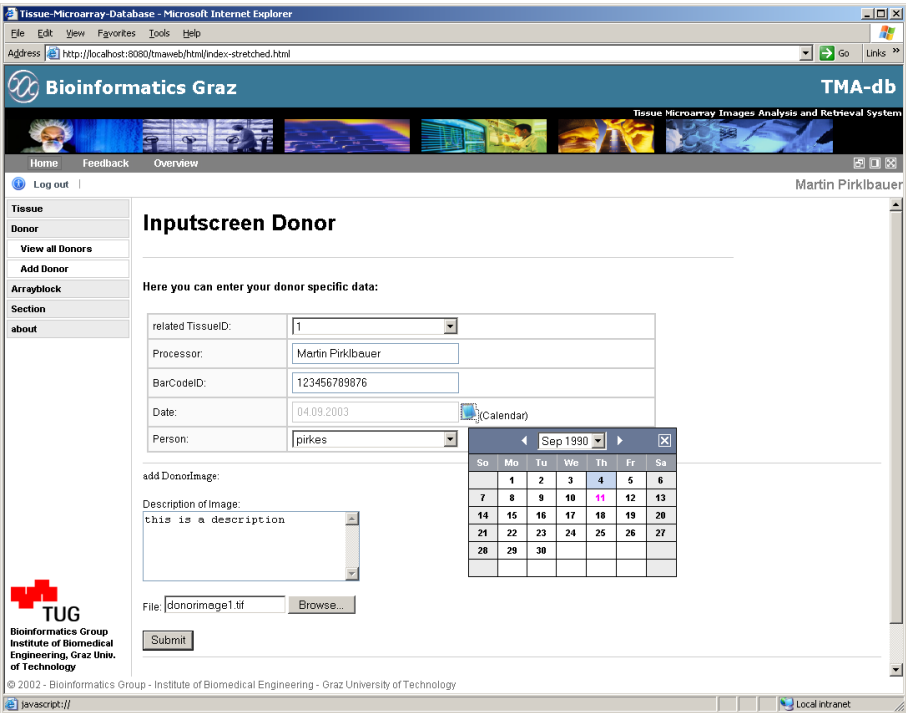 Tissue-Microarray-Database - Microsoft Internet Explorer
File Edit View Favorites Tools Help
Address http://localhost:8080/tmaweb/html/index-stretched.html Go Links »
Bioinformatics Graz TMA-db
Tissue Microarray Images Analysis and Retrieval System
Home Feedback Overview
Log out | Martin Pirklbauer
Tissue
Donor
View all Donors
Add Donor
Arrayblock
Section
about
Inputscreen Donor
Here you can enter your donor specific data:
related TissueID: 1
Processor: Martin Pirklbauer
BarCodeID: 123456789876
Date: 04.09.2003 (Calendar)
Person: pirkes
Sep 1990
So Mo Tu We Th Fr Sa
1 2 3 4 5 6
7 8 9 10 11 12 13
14 15 16 17 18 19 20
21 22 23 24 25 26 27
28 29 30
add DonorImage:
Description of Image:
this is a description
File: donorimage1.tif Browse...
Submit
TUG
Bioinformatics Group
Institute of Biomedical
Engineering, Graz Univ.
of Technology
© 2002 - Bioinformatics Group - Institute of Biomedical Engineering - Graz University of Technology
javascript:// Local intranet